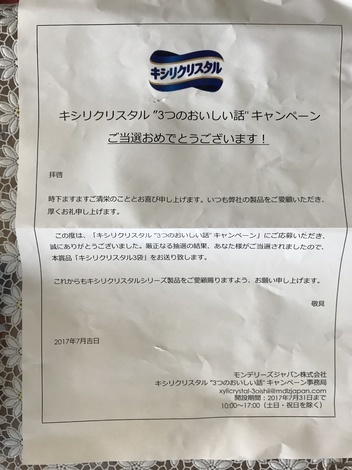 キシリクリスタル
キシリクリスタル "3つのおいしい話" キャンペーン
ご当選おめでとうございます！
拝啓
時下ますますご清栄のこととお喜び申し上げます。いつも弊社の製品をご愛顧いただき、
厚くお礼申し上げます。
この度は、「キシリクリスタル "3つのおいしい話" キャンペーン」にご応募いただき、
誠にありがとうございました。厳正なる抽選の結果、あなた様がご当選されましたので、
本賞品「キシリクリスタル3袋」をお送り致します。
これからもキシリクリスタルシリーズ製品をご愛顧賜りますよう、お願い申し上げます。
敬具
2017年7月吉日
モンデリーズジャパン株式会社
キシリクリスタル "3つのおいしい話" キャンペーン事務局
xylicrystal-3oishii@mdlzjapan.com
開設期間：2017年7月31日まで
10:00～17:00（土日・祝日を除く）